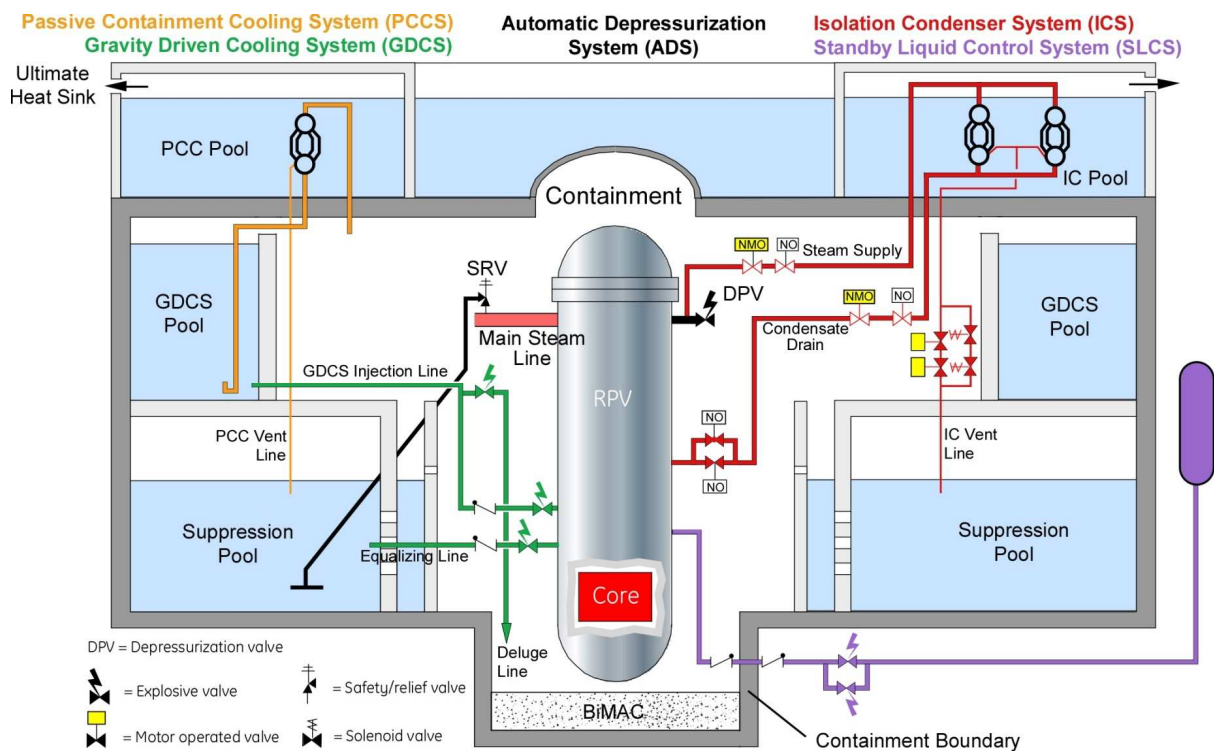 Passive Containment Cooling System (PCCS)
Gravity Driven Cooling System (GDCS)
Automatic Depressurization
System (ADS)
Isolation Condenser System (ICS)
Standby Liquid Control System (SLCS)
Ultimate
Heat Sink
PCC Pool
IC Pool
Containment
NMO
NO
Steam Supply
SRV
DPV
GDCS
Pool
Main Steam
Line
NMO
NO
Condensate
Drain
GDCS
Pool
GDCS Injection Line
RPV
PCC Vent
Line
NO
NO
IC Vent
Line
Suppression
Pool
Equalizing Line
Suppression
Pool
Core
Deluge
Line
BiMAC
Containment Boundary
DPV = Depressurization valve
= Explosive valve
= Safety/relief valve
= Motor operated valve
= Solenoid valve